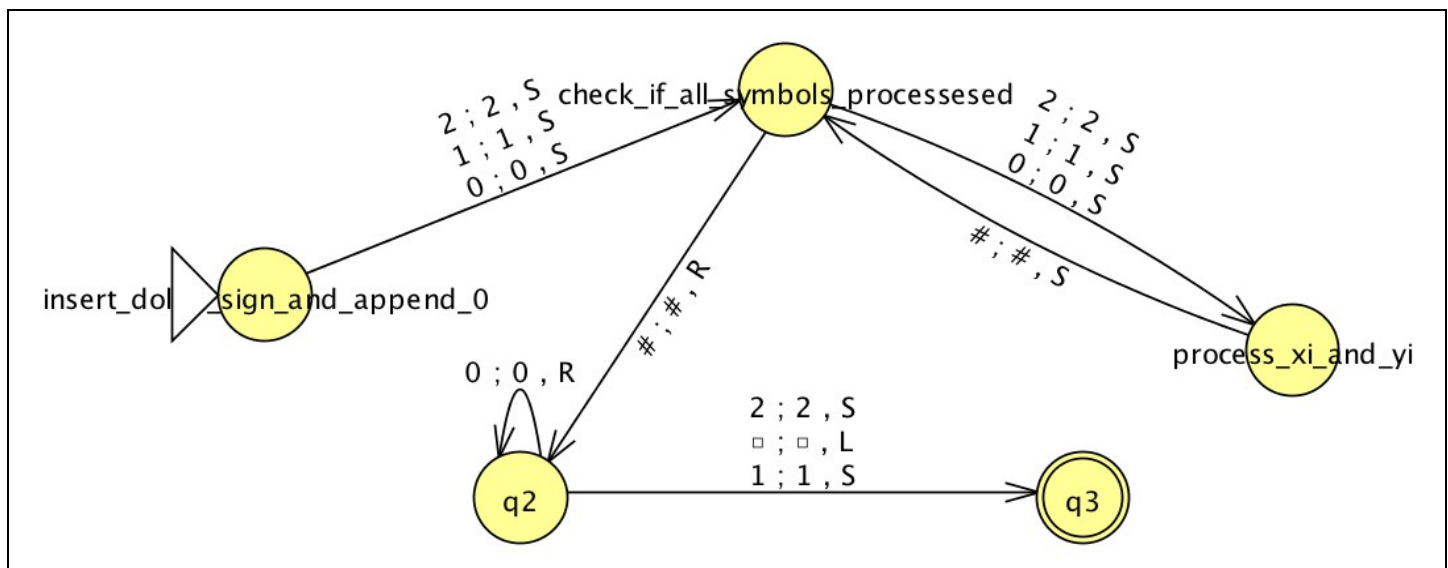 2 ; 2 , S
1 ; 1 , S
0 ; 0 , S
check_if_all_symbols_processesed
2 ; 2 , S
1 ; 1 , S
0 ; 0 , S
# ; # , S
insert_dol _sign_and_append_0
# ; # , R
process_xi_and_yi
0 ; 0 , R
2 ; 2 , S
□ ; □ , L
1 ; 1 , S
q2
q3